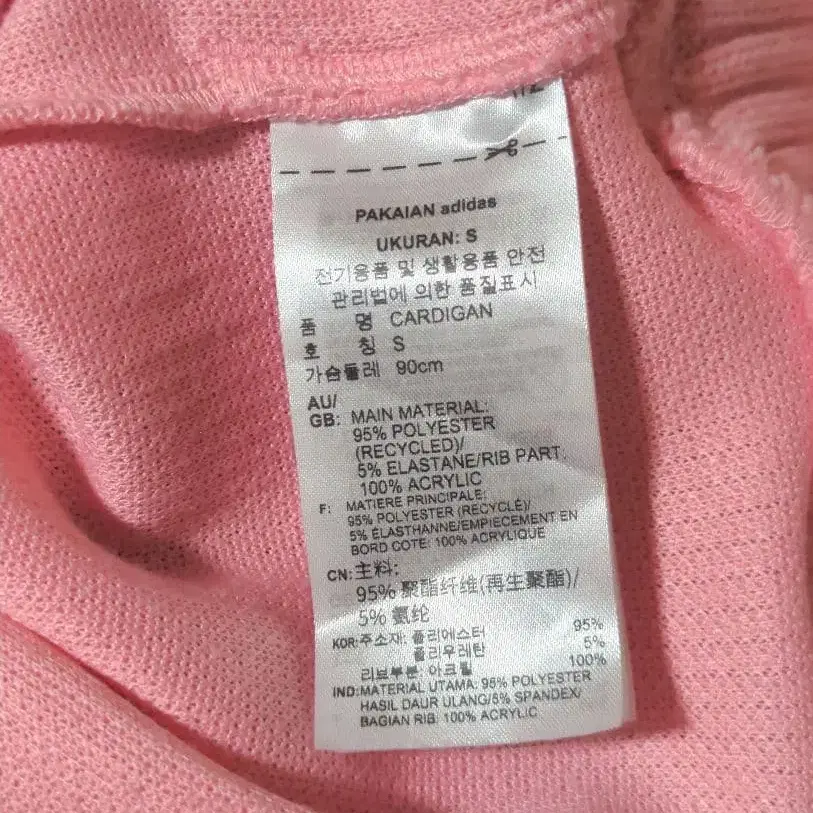 PAKAIAN adidas
UKURAN: S
전기용품 및 생활용품 안전
관리법에 의한 품질표시
품 명 CARDIGAN
호 칭 S
가슴둘레 90cm
AU/
GB: MAIN MATERIAL:
95% POLYESTER
(RECYCLED)/
5% ELASTANE/RIB PART:
100% ACRYLIC
F: MATIERE PRINCIPALE:
95% POLYESTER (RECYCLÉ)/
5% ÉLASTHANNE/EMPIECEMENT EN
BORD COTE: 100% ACRYLIQUE
CN:主料:
95% 聚酯纤维(再生聚酯)/
5% 氨纶
KOR:주소재: 폴리에스터 95%
폴리우레탄 5%
리브부분: 아크릴 100%
IND:MATERIAL UTAMA: 95% POLYESTER
HASIL DAUR ULANG/5% SPANDEX/
BAGIAN RIB: 100% ACRYLIC